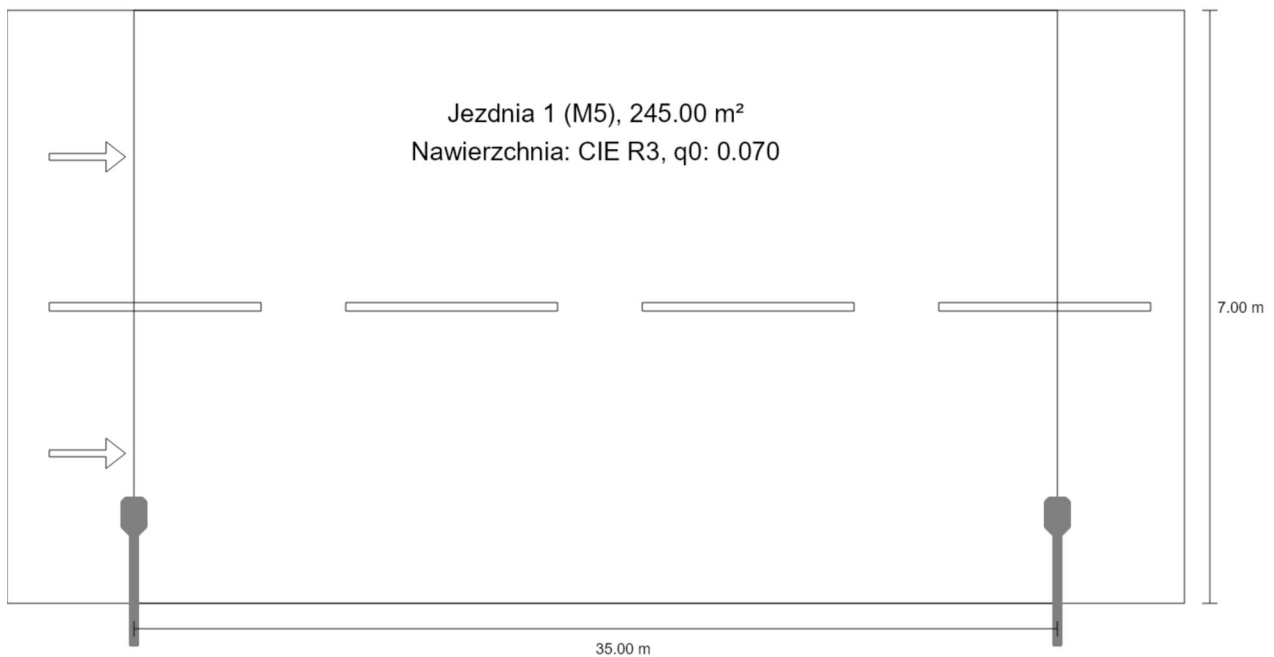 Jezdnia 1 (M5), 245.00 m²
Nawierzchnia: CIE R3, q0: 0.070
7.00 m
35.00 m